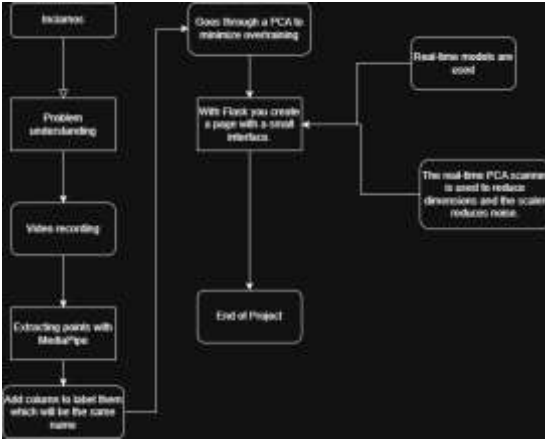 Inciamos
Problem
understanding
Video recording
Extracting points with
MediaPipe
Add column to label them
which will be the same
name
Goes through a PCA to
minimize overtraining
With Flask you create
a page with a small
interface.
End of Project
Real-time models are
used
The real-time PCA scanner
is used to reduce
dimensions and the scaler
reduces noise.